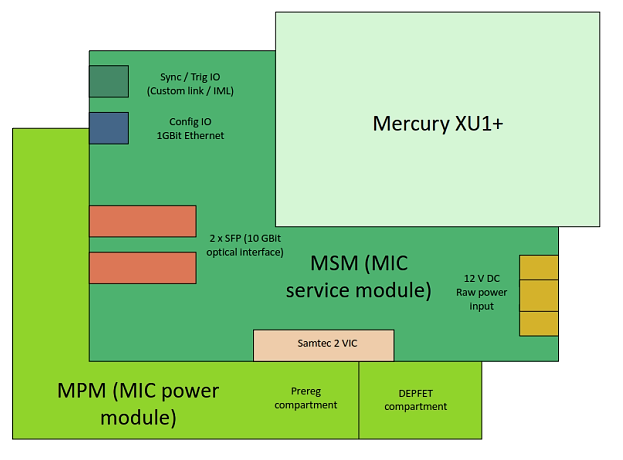 Sync / Trig IO
(Custom link / IML)
Config IO
1GBit Ethernet
Mercury XU1+
2 x SFP (10 GBit
optical interface)
MSM (MIC
service module)
12 V DC
Raw power
input
Samtec 2 VIC
MPM (MIC power
module)
Prereg
compartment
DEPFET
compartment